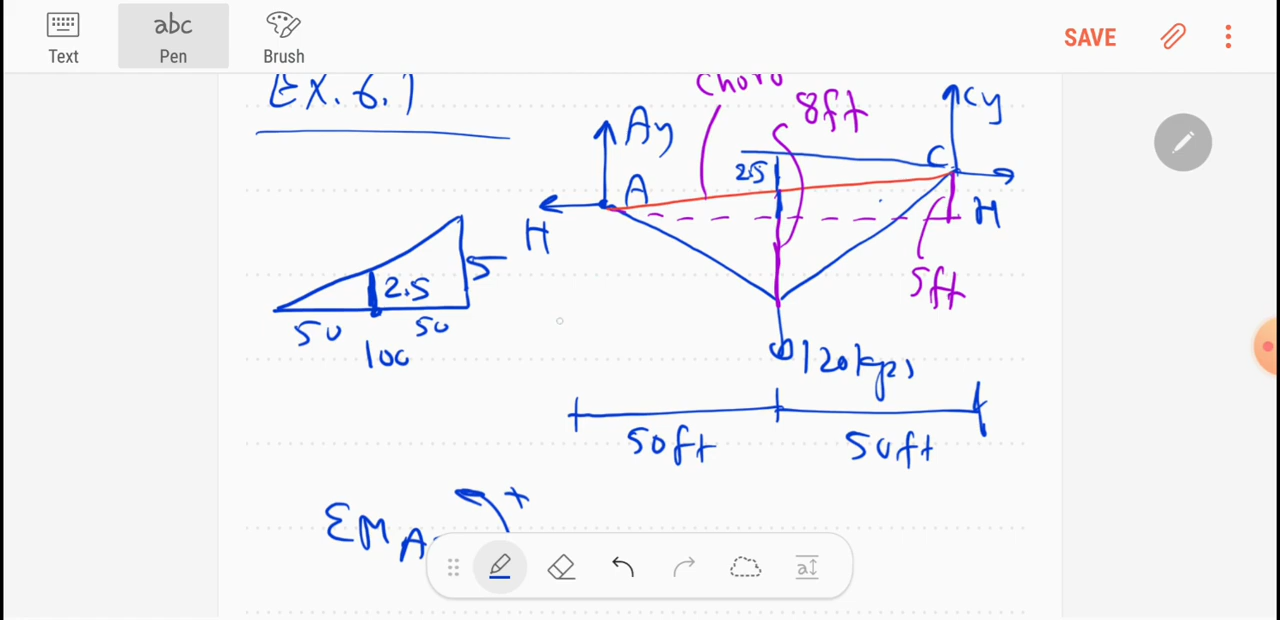 Text
abc
Pen
Brush
SAVE
Ex. 6.1
Chord
8ft
Ay
Cy
C
2.5
A
H
H
5
2.5
5ft
50
50
100
120kps
50ft
50ft
ΣMA
+
a